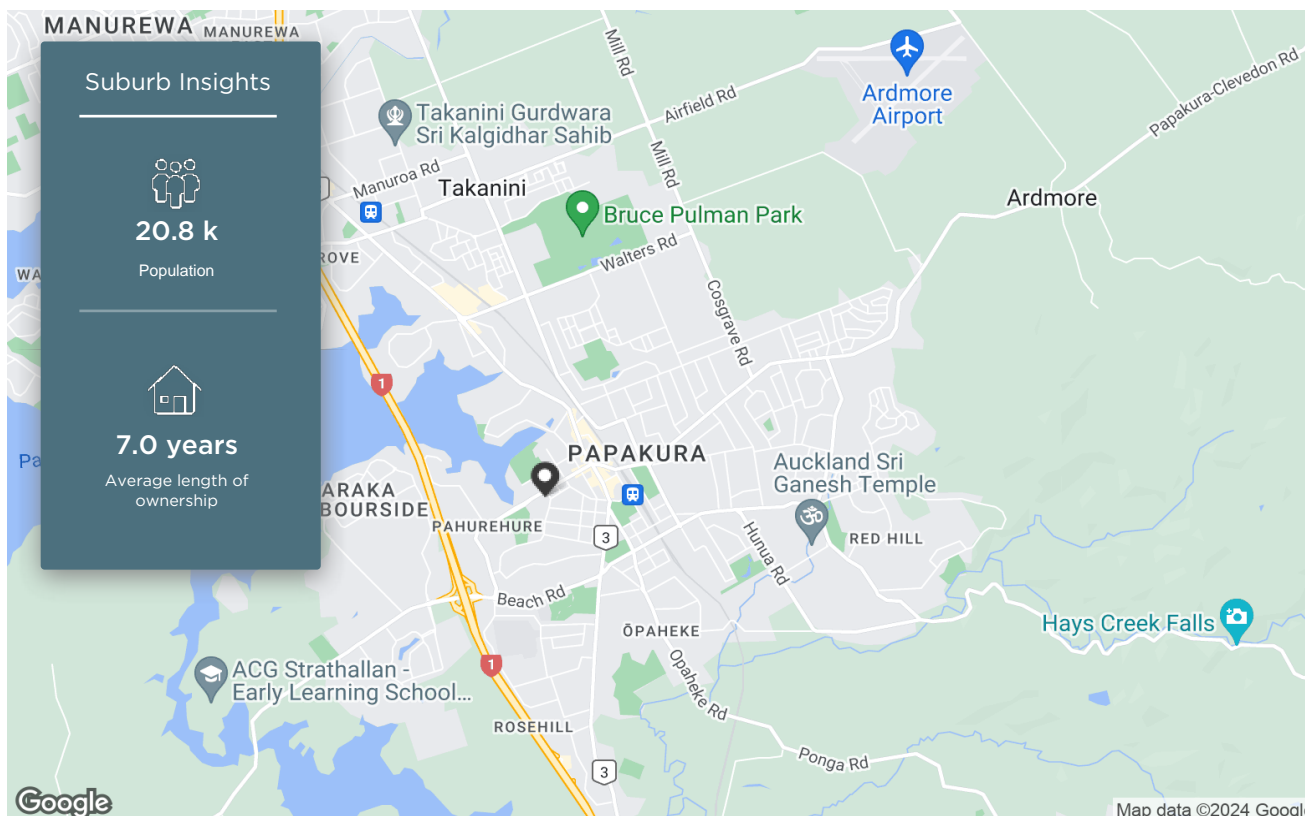 MANUREWA
MANUREWA
Suburb Insights
20.8 k
Population
7.0 years
Average length of
ownership
Mill Rd
Takanini Gurdwara
Sri Kalgidhar Sahib
Airfield Rd
Ardmore
Airport
Papakura-Clevedon Rd
Manuroa Rd
Takanini
Mill Rd
Ardmore
Bruce Pulman Park
Walters Rd
ROVE
WA
Cosgrave Rd
1
PAPAKURA
Pa
Auckland Sri
Ganesh Temple
ARAKA
BOURSIDE
PAHUREHURE
3
Hunua Rd
RED HILL
Beach Rd
ŌPAHEKE
Hays Creek Falls
1
ACG Strathallan -
Early Learning School...
Opaheke Rd
ROSEHILL
Ponga Rd
3
Google
Map data ©2024 Google